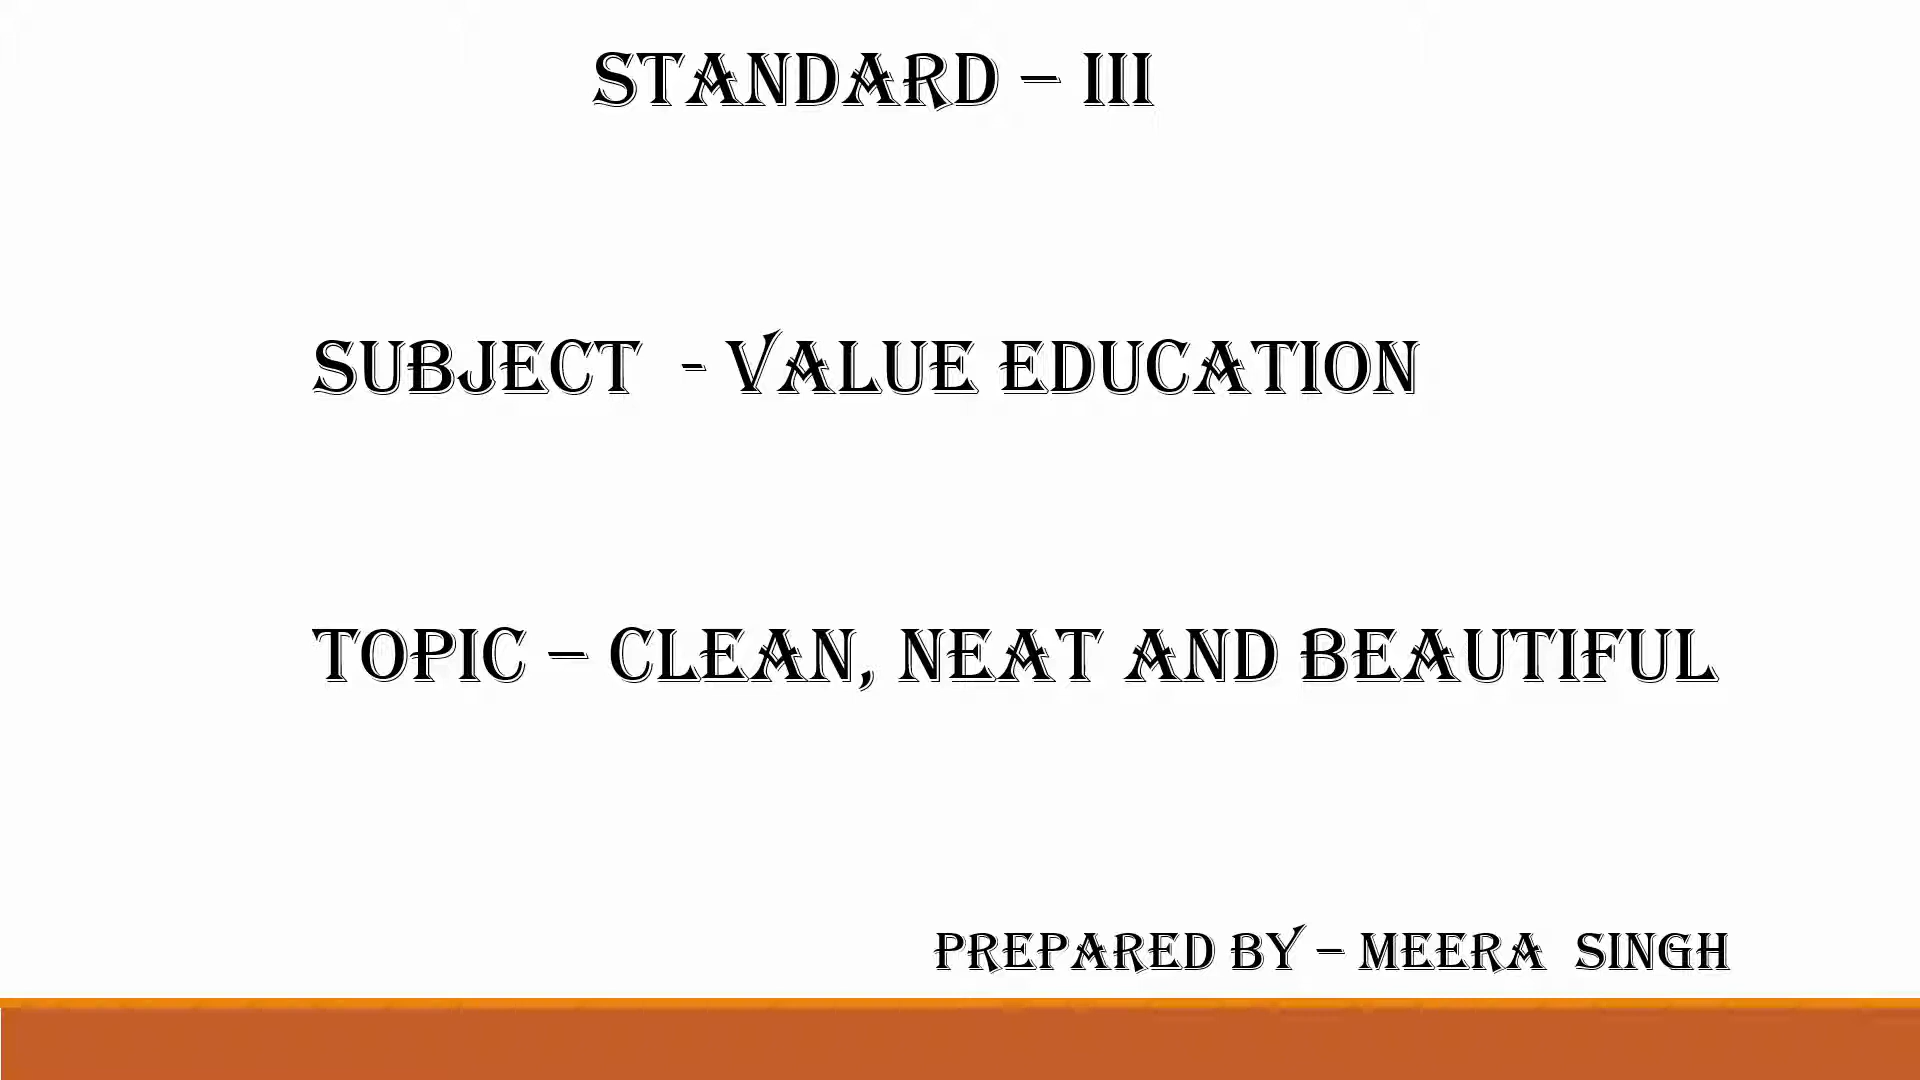 STANDARD – III
SUBJECT - VALUE EDUCATION
TOPIC – CLEAN, NEAT AND BEAUTIFUL
PREPARED BY – MEERA SINGH